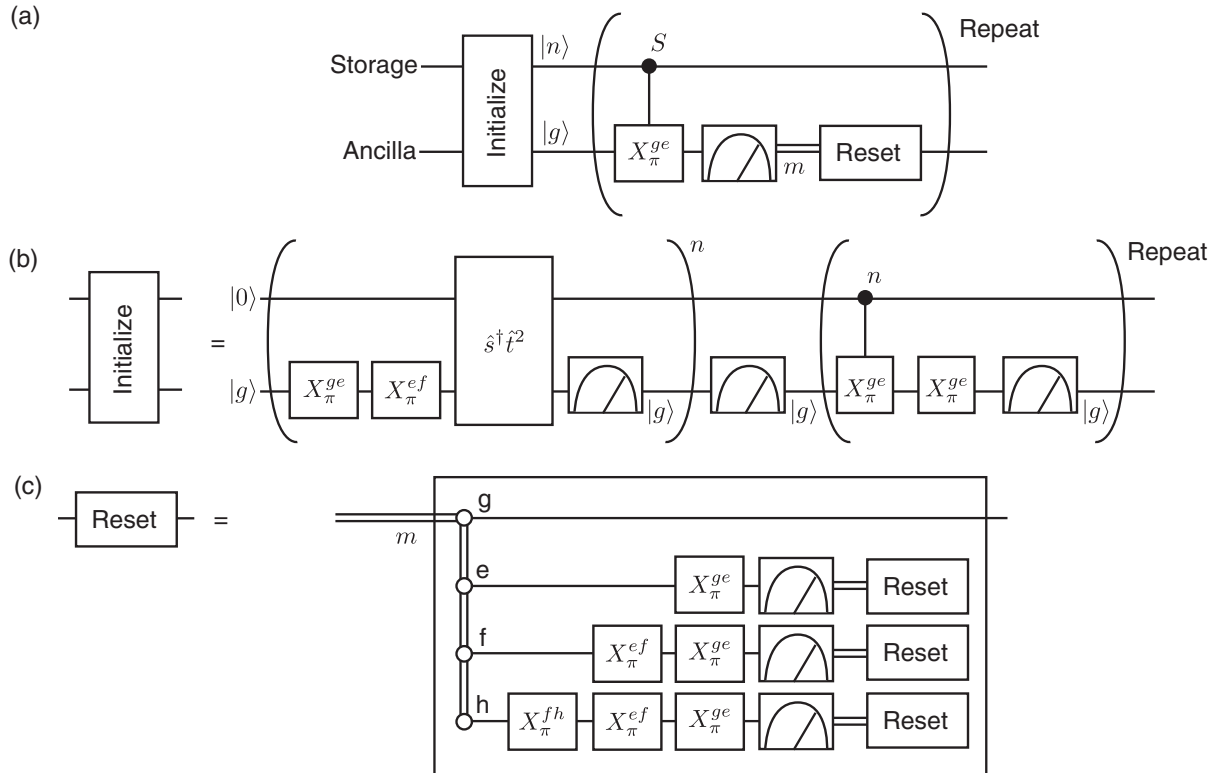 (a)
Repeat
|n⟩
S
Storage
Initialize
|g⟩
Ancilla
X_π^{ge}
m
Reset
(b)
n
Repeat
|0⟩
n
Initialize
=
ŝ†t̂²
|g⟩
X_π^{ge}
X_π^{ef}
|g⟩
|g⟩
X_π^{ge}
X_π^{ge}
|g⟩
(c)
g
Reset
=
m
e
X_π^{ge}
Reset
f
X_π^{ef}
X_π^{ge}
Reset
h
X_π^{fh}
X_π^{ef}
X_π^{ge}
Reset